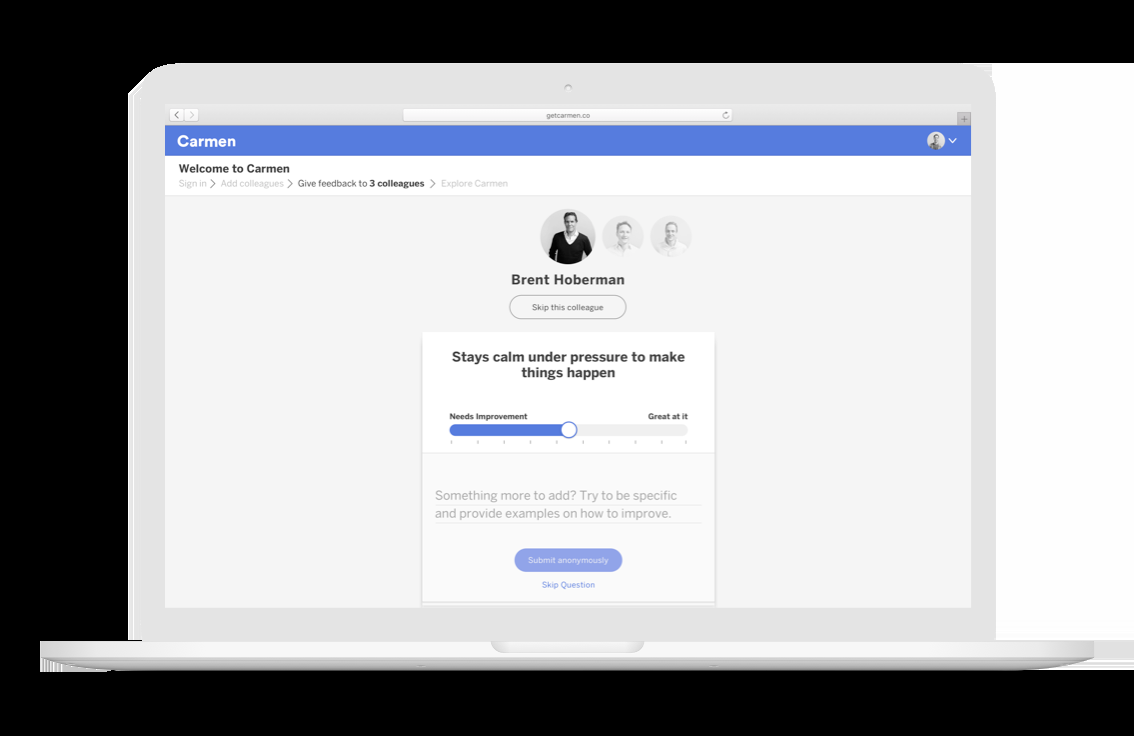 getcarmen.co
Carmen
Welcome to Carmen
Sign in > Add colleagues > Give feedback to 3 colleagues > Explore Carmen
Brent Hoberman
Skip this colleague
Stays calm under pressure to make
things happen
Needs Improvement Great at it
Something more to add? Try to be specific
and provide examples on how to improve.
Submit anonymously
Skip Question